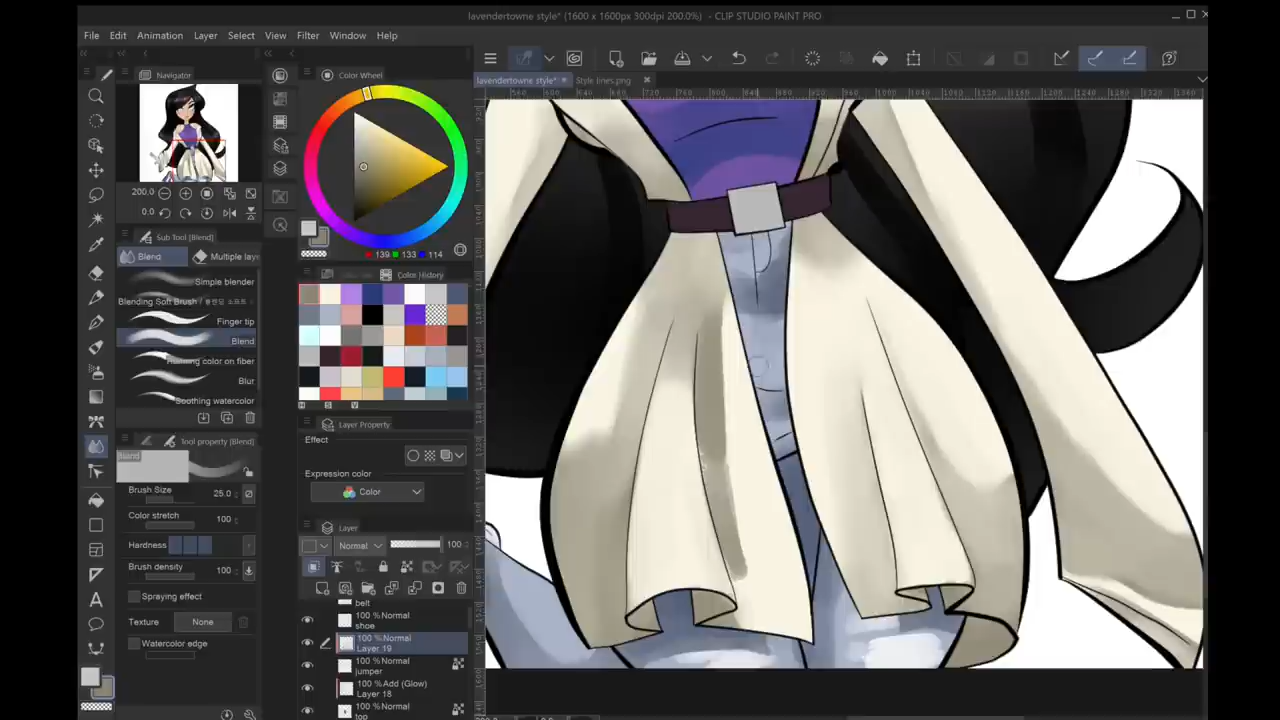 lavendertowne style* (1600 x 1600px 300dpi 200.0%) - CLIP STUDIO PAINT PRO
File Edit Animation Layer Select View Filter Window Help
Navigator
Color Wheel
lavendertowne style*
Style lines.png
200.0
0.0
Sub Tool [Blend]
Blend
Multiple laye
139 133 114
Color History
Simple blender
Blending Soft Brush
Finger tip
Blend
Running color on fiber
Blur
Soothing watercolor
Layer Property
Effect
Tool property [Blend]
Blend
Expression color
Color
Brush Size 25.0
Color stretch 100
Hardness
Brush density 100
Spraying effect
Texture None
Watercolor edge
Layer
Normal 100
belt
100 % Normal
shoe
100 % Normal
Layer 19
100 % Normal
jumper
100 % Add (Glow)
Layer 18
100 % Normal
top